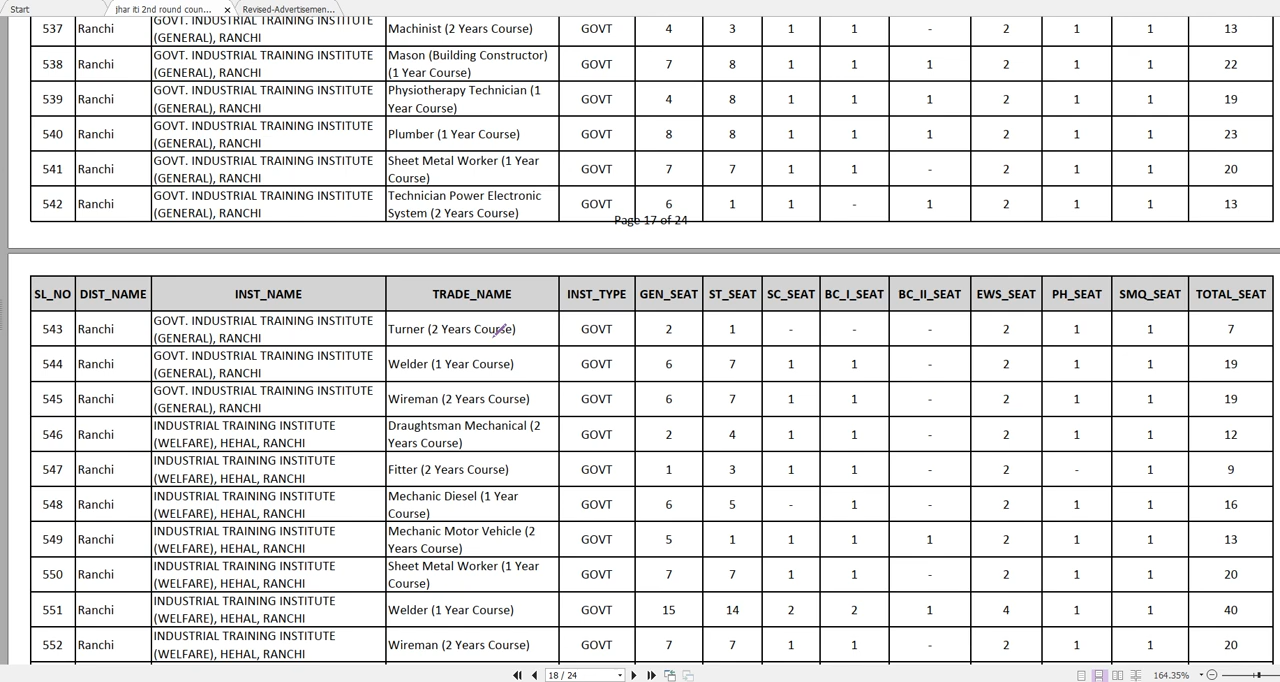 Start jhar iti 2nd round coun... x Revised-Advertisemen...
537 Ranchi GOVT. INDUSTRIAL TRAINING INSTITUTE Machinist (2 Years Course) GOVT 4 3 1 1 - 2 1 1 13
(GENERAL), RANCHI
538 Ranchi GOVT. INDUSTRIAL TRAINING INSTITUTE Mason (Building Constructor) GOVT 7 8 1 1 1 2 1 1 22
(GENERAL), RANCHI (1 Year Course)
539 Ranchi GOVT. INDUSTRIAL TRAINING INSTITUTE Physiotherapy Technician (1 GOVT 4 8 1 1 1 2 1 1 19
(GENERAL), RANCHI Year Course)
540 Ranchi GOVT. INDUSTRIAL TRAINING INSTITUTE Plumber (1 Year Course) GOVT 8 8 1 1 1 2 1 1 23
(GENERAL), RANCHI
541 Ranchi GOVT. INDUSTRIAL TRAINING INSTITUTE Sheet Metal Worker (1 Year GOVT 7 7 1 1 - 2 1 1 20
(GENERAL), RANCHI Course)
542 Ranchi GOVT. INDUSTRIAL TRAINING INSTITUTE Technician Power Electronic GOVT 6 1 1 - 1 2 1 1 13
(GENERAL), RANCHI System (2 Years Course)
Page 17 of 24
SL_NO DIST_NAME INST_NAME TRADE_NAME INST_TYPE GEN_SEAT ST_SEAT SC_SEAT BC_I_SEAT BC_II_SEAT EWS_SEAT PH_SEAT SMQ_SEAT TOTAL_SEAT
543 Ranchi GOVT. INDUSTRIAL TRAINING INSTITUTE Turner (2 Years Course) GOVT 2 1 - - - 2 1 1 7
(GENERAL), RANCHI
544 Ranchi GOVT. INDUSTRIAL TRAINING INSTITUTE Welder (1 Year Course) GOVT 6 7 1 1 - 2 1 1 19
(GENERAL), RANCHI
545 Ranchi GOVT. INDUSTRIAL TRAINING INSTITUTE Wireman (2 Years Course) GOVT 6 7 1 1 - 2 1 1 19
(GENERAL), RANCHI
546 Ranchi INDUSTRIAL TRAINING INSTITUTE Draughtsman Mechanical (2 GOVT 2 4 1 1 - 2 1 1 12
(WELFARE), HEHAL, RANCHI Years Course)
547 Ranchi INDUSTRIAL TRAINING INSTITUTE Fitter (2 Years Course) GOVT 1 3 1 1 - 2 - 1 9
(WELFARE), HEHAL, RANCHI
548 Ranchi INDUSTRIAL TRAINING INSTITUTE Mechanic Diesel (1 Year GOVT 6 5 - 1 - 2 1 1 16
(WELFARE), HEHAL, RANCHI Course)
549 Ranchi INDUSTRIAL TRAINING INSTITUTE Mechanic Motor Vehicle (2 GOVT 5 1 1 1 1 2 1 1 13
(WELFARE), HEHAL, RANCHI Years Course)
550 Ranchi INDUSTRIAL TRAINING INSTITUTE Sheet Metal Worker (1 Year GOVT 7 7 1 1 - 2 1 1 20
(WELFARE), HEHAL, RANCHI Course)
551 Ranchi INDUSTRIAL TRAINING INSTITUTE Welder (1 Year Course) GOVT 15 14 2 2 1 4 1 1 40
(WELFARE), HEHAL, RANCHI
552 Ranchi INDUSTRIAL TRAINING INSTITUTE Wireman (2 Years Course) GOVT 7 7 1 1 - 2 1 1 20
(WELFARE), HEHAL, RANCHI
18 / 24 164.35%